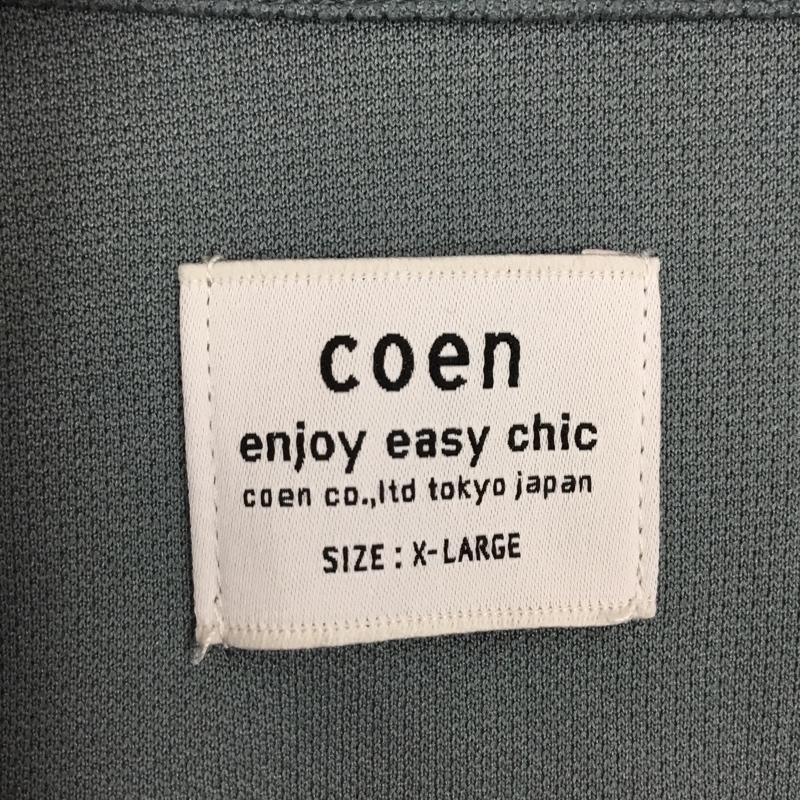 coen
enjoy easy chic
coen co.,ltd tokyo japan
SIZE : X-LARGE